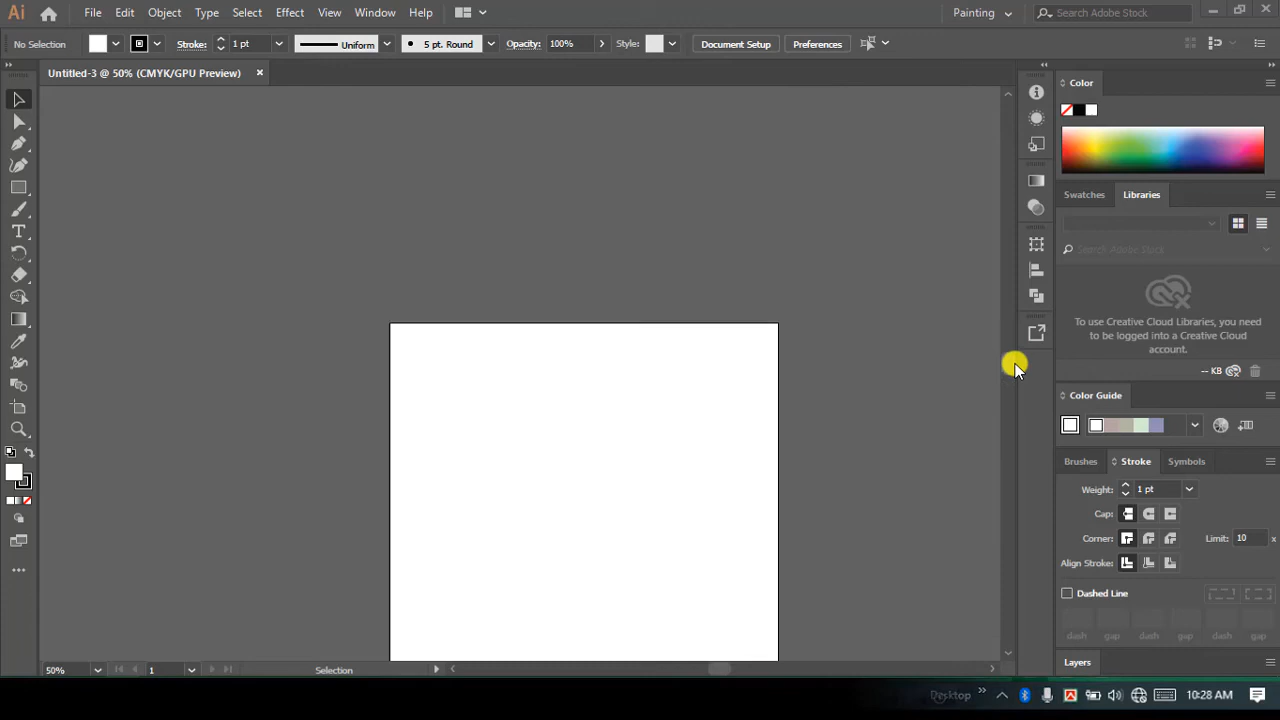 Ai File Edit Object Type Select Effect View Window Help Painting Search Adobe Stock
No Selection Stroke: 1 pt Uniform 5 pt. Round Opacity: 100% Style: Document Setup Preferences
Untitled-3 @ 50% (CMYK/GPU Preview) ×
Color
Swatches Libraries
Search Adobe Stock
To use Creative Cloud Libraries, you need
to be logged into a Creative Cloud
account.
-- KB
Color Guide
Brushes Stroke Symbols
Weight: 1 pt
Cap:
Corner: Limit: 10 x
Align Stroke:
Dashed Line
dash gap dash gap dash gap
Layers
50% 1 Selection
Desktop » 10:28 AM